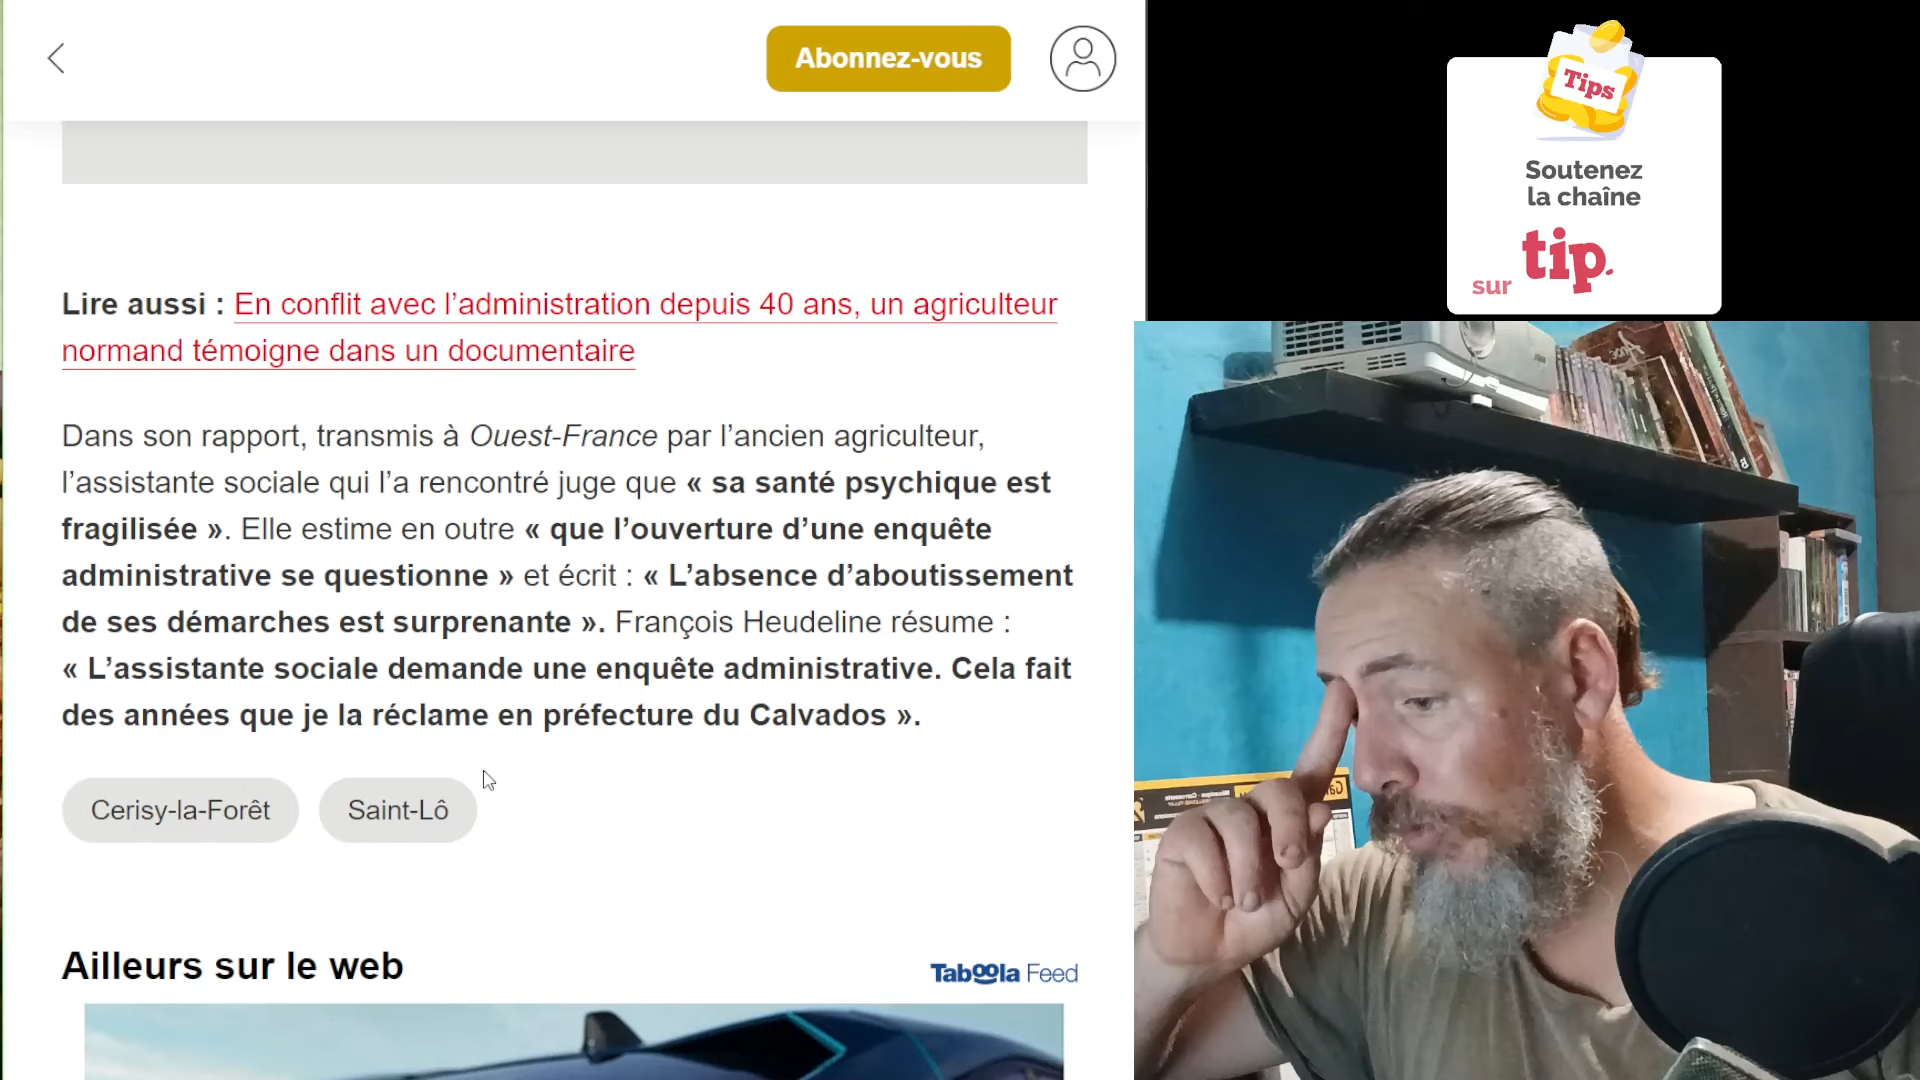 Abonnez-vous
Lire aussi : En conflit avec l’administration depuis 40 ans, un agriculteur
normand témoigne dans un documentaire
Dans son rapport, transmis à Ouest-France par l’ancien agriculteur,
l’assistante sociale qui l’a rencontré juge que « sa santé psychique est
fragilisée ». Elle estime en outre « que l’ouverture d’une enquête
administrative se questionne » et écrit : « L’absence d’aboutissement
de ses démarches est surprenante ». François Heudeline résume :
« L’assistante sociale demande une enquête administrative. Cela fait
des années que je la réclame en préfecture du Calvados ».
Cerisy-la-Forêt
Saint-Lô
Ailleurs sur le web
Taboola Feed
Tips
Soutenez
la chaîne
sur tip.